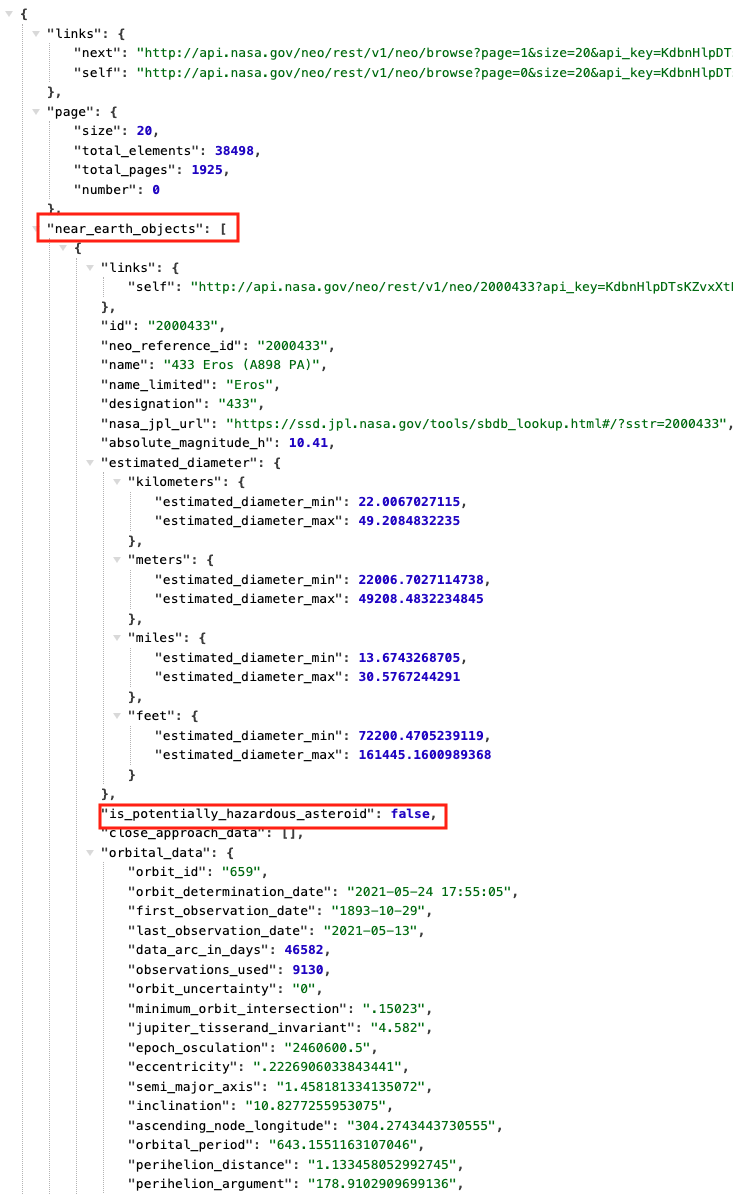 {
"links": {
"next": "http://api.nasa.gov/neo/rest/v1/neo/browse?page=1&size=20&api_key=KdbnHlpDT
"self": "http://api.nasa.gov/neo/rest/v1/neo/browse?page=0&size=20&api_key=KdbnHlpDT
},
"page": {
"size": 20,
"total_elements": 38498,
"total_pages": 1925,
"number": 0
},
"near_earth_objects": [
{
"links": {
"self": "http://api.nasa.gov/neo/rest/v1/neo/2000433?api_key=KdbnHlpDTsKZvxXt
},
"id": "2000433",
"neo_reference_id": "2000433",
"name": "433 Eros (A898 PA)",
"name_limited": "Eros",
"designation": "433",
"nasa_jpl_url": "https://ssd.jpl.nasa.gov/tools/sbdb_lookup.html#/?sstr=2000433",
"absolute_magnitude_h": 10.41,
"estimated_diameter": {
"kilometers": {
"estimated_diameter_min": 22.0067027115,
"estimated_diameter_max": 49.2084832235
},
"meters": {
"estimated_diameter_min": 22006.7027114738,
"estimated_diameter_max": 49208.4832234845
},
"miles": {
"estimated_diameter_min": 13.6743268705,
"estimated_diameter_max": 30.5767244291
},
"feet": {
"estimated_diameter_min": 72200.4705239119,
"estimated_diameter_max": 161445.1600989368
}
},
"is_potentially_hazardous_asteroid": false,
"close_approach_data": [],
"orbital_data": {
"orbit_id": "659",
"orbit_determination_date": "2021-05-24 17:55:05",
"first_observation_date": "1893-10-29",
"last_observation_date": "2021-05-13",
"data_arc_in_days": 46582,
"observations_used": 9130,
"orbit_uncertainty": "0",
"minimum_orbit_intersection": ".15023",
"jupiter_tisserand_invariant": "4.582",
"epoch_osculation": "2460600.5",
"eccentricity": ".2226906033843441",
"semi_major_axis": "1.458181334135072",
"inclination": "10.8277255953075",
"ascending_node_longitude": "304.2743443730555",
"orbital_period": "643.1551163107046",
"perihelion_distance": "1.133458052992745",
"perihelion_argument": "178.9102909699136",